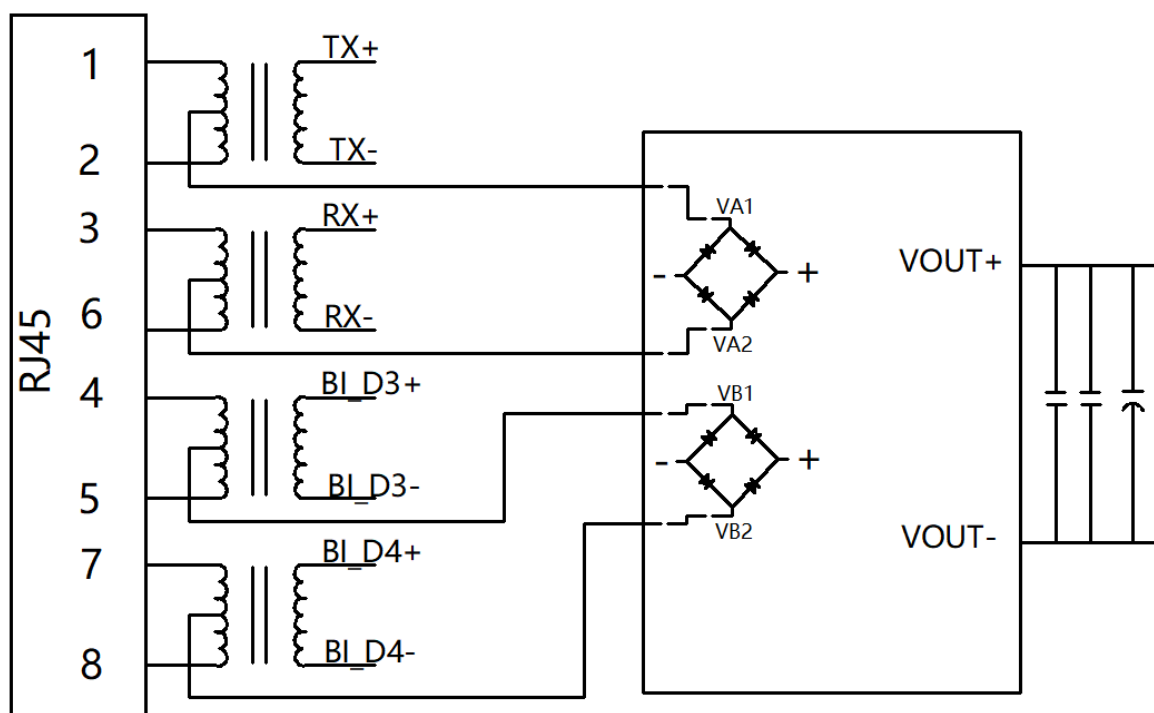 RJ45
1
TX+
2
TX-
3
RX+
6
RX-
4
BI_D3+
5
BI_D3-
7
BI_D4+
8
BI_D4-
VA1
- +
VA2
VB1
- +
VB2
VOUT+
VOUT-